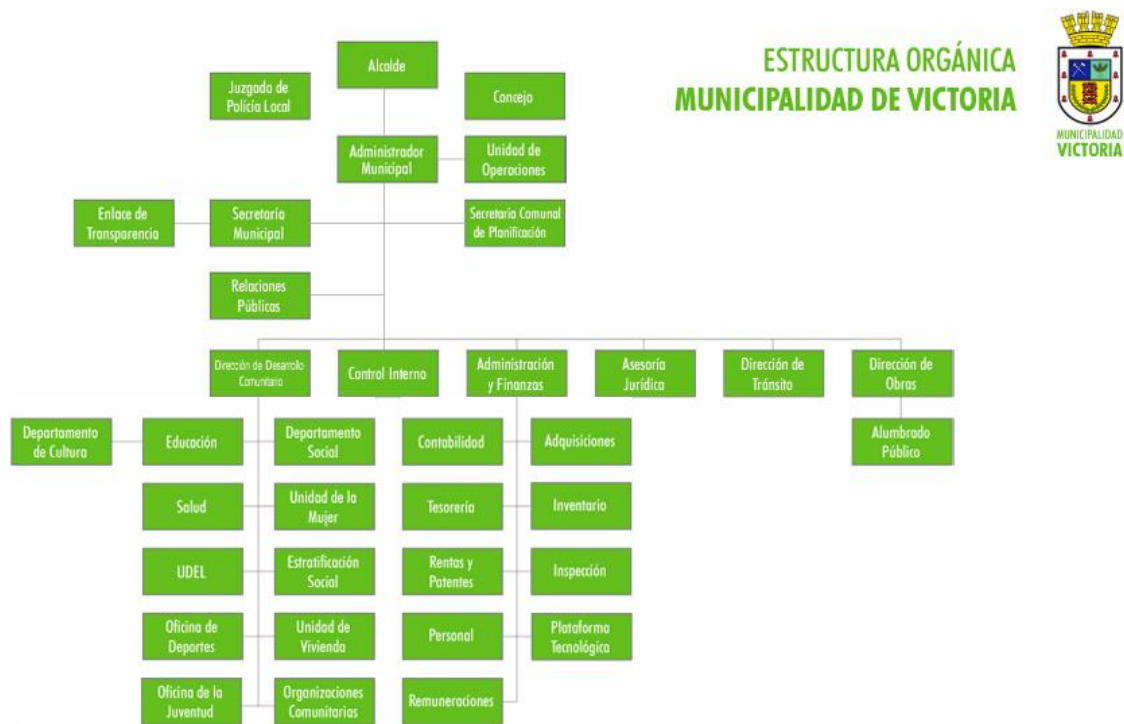 ESTRUCTURA ORGÁNICA
MUNICIPALIDAD DE VICTORIA
MUNICIPALIDAD
VICTORIA
Alcalde
Juzgado de
Policía Local
Concejo
Administrador
Municipal
Unidad de
Operaciones
Enlace de
Transparencia
Secretaría
Municipal
Secretaría Comunal
de Planificación
Relaciones
Públicas
Dirección de Desarrollo
Comunitario
Control Interno
Administración
y Finanzas
Asesoría
Jurídica
Dirección de
Tránsito
Dirección de
Obras
Departamento
de Cultura
Educación
Departamento
Social
Contabilidad
Adquisiciones
Alumbrado
Público
Salud
Unidad de la
Mujer
Tesorería
Inventario
UDEL
Estratificación
Social
Rentas y
Patentes
Inspección
Oficina de
Deportes
Unidad de
Vivienda
Personal
Plataforma
Tecnológica
Oficina de la
Juventud
Organizaciones
Comunitarias
Remuneraciones